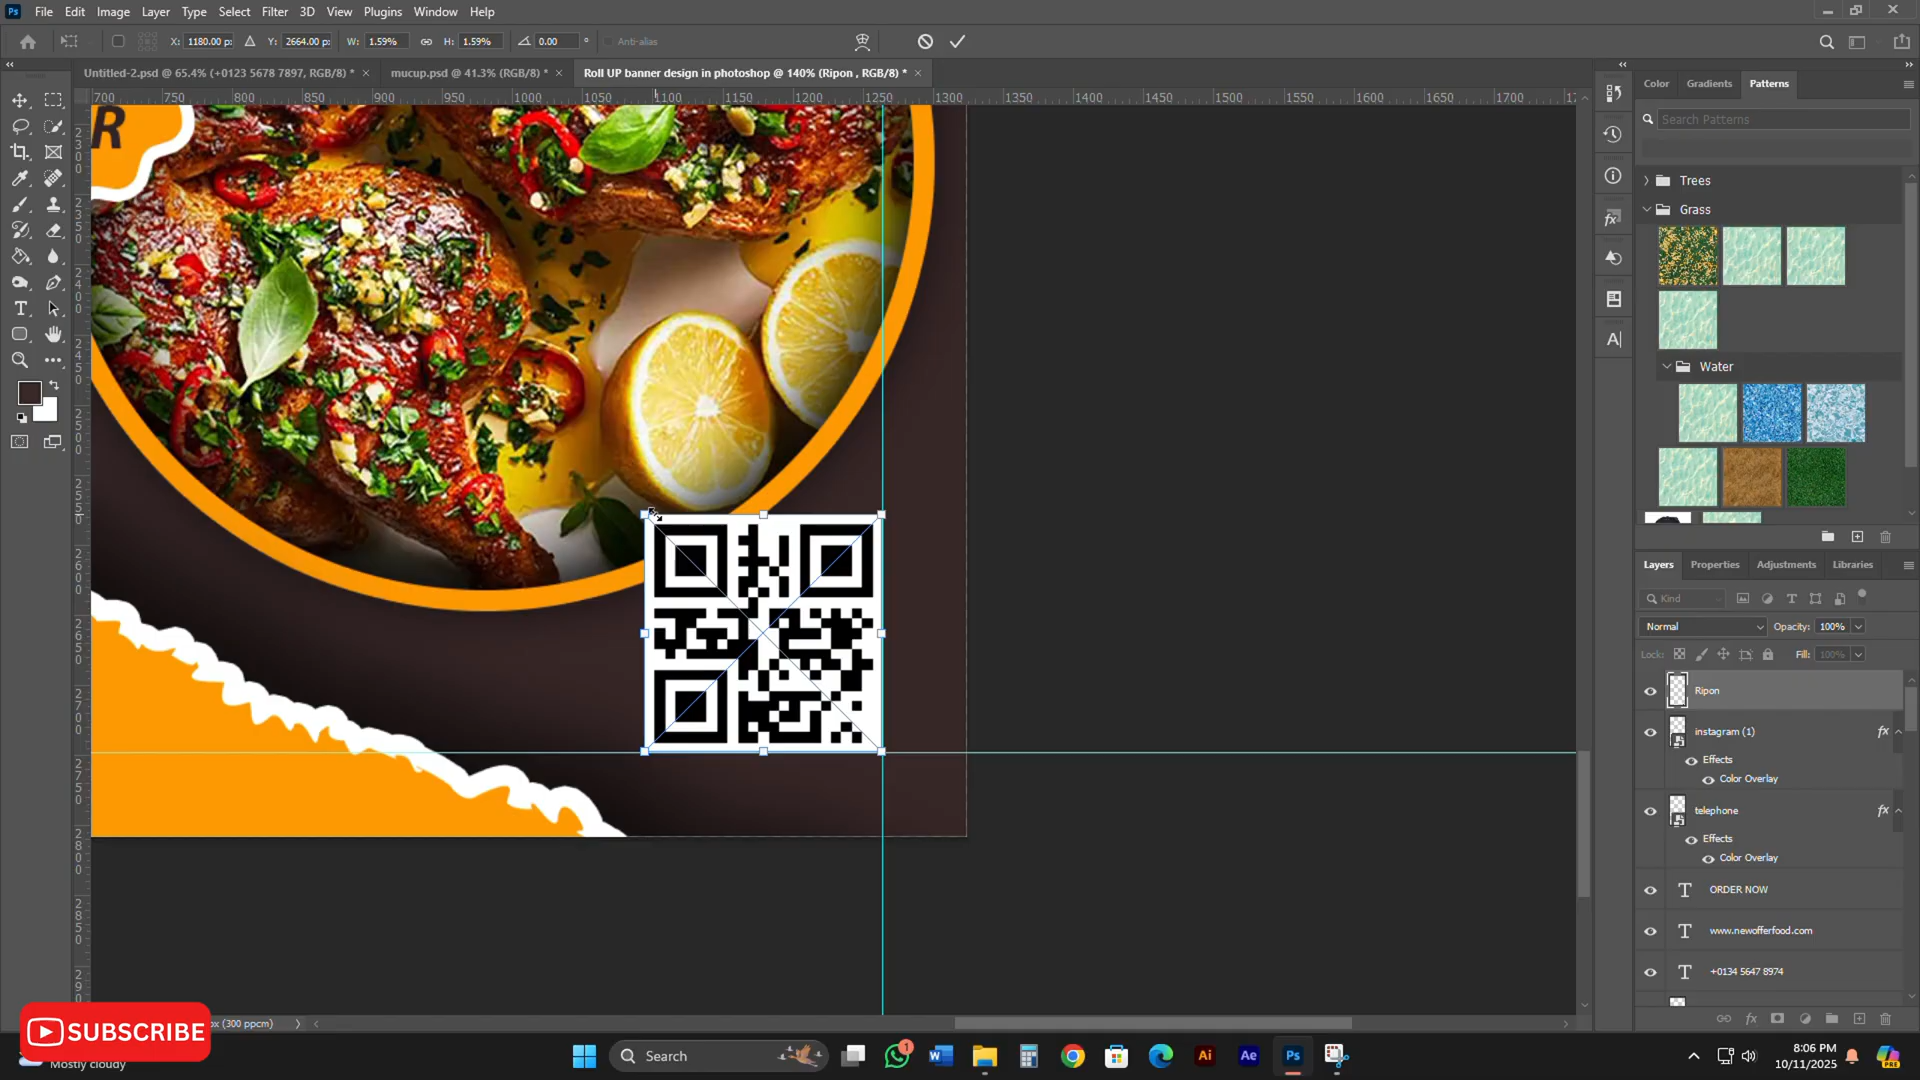 File Edit Image Layer Type Select Filter 3D View Plugins Window Help
X: 1180.00 p: Y: 2664.00 p: W: 1.59% H: 1.59% 0.00 ° Anti-alias
Untitled-2.psd @ 65.4% (+0123 5678 7897, RGB/8) * × mucup.psd @ 41.3% (RGB/8) * × Roll UP banner design in photoshop @ 140% (Ripon , RGB/8) * ×
700 750 800 850 900 950 1000 1050 1100 1150 1200 1250 1300 1350 1400 1450 1500 1550 1600 1650 1700
Color Gradients Patterns
Search Patterns
Trees
Grass
Water
R
Layers Properties Adjustments Libraries
Kind
Normal Opacity: 100%
Lock: Fill: 100%
Ripon
instagram (1) fx
Effects
Color Overlay
telephone fx
Effects
Color Overlay
T ORDER NOW
T www.newofferfood.com
T +0134 5647 8974
SUBSCRIBE
px (300 ppcm)
Mostly cloudy
Search
8:06 PM
10/11/2025